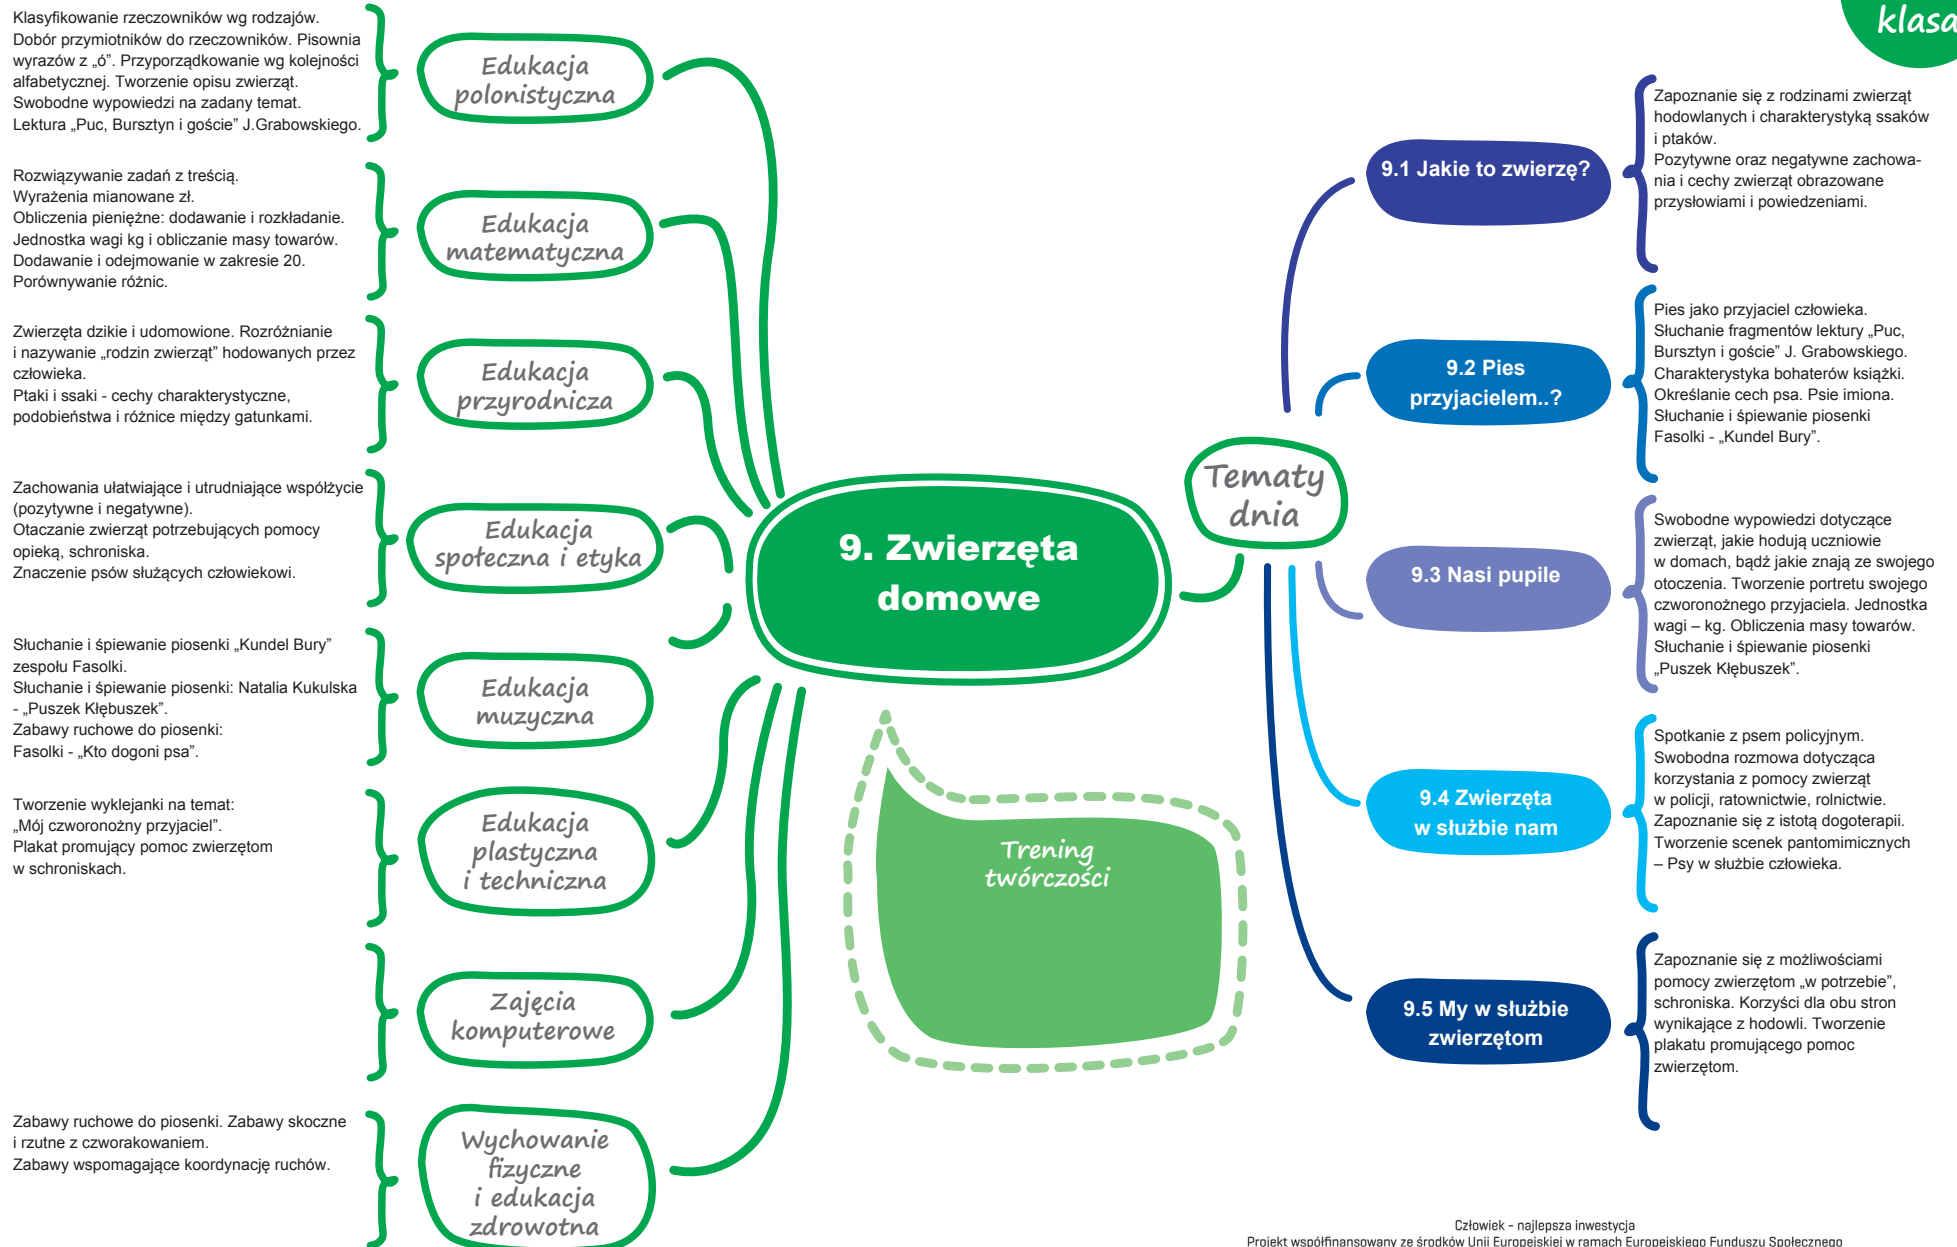 klasa
Klasyfikowanie rzeczowników wg rodzajów.
Dobór przymiotników do rzeczowników. Pisownia
wyrazów z „ó”. Przyporządkowanie wg kolejności
alfabetycznej. Tworzenie opisu zwierząt.
Swobodne wypowiedzi na zadany temat.
Lektura „Puc, Bursztyn i goście” J.Grabowskiego.
Edukacja
polonistyczna
Rozwiązywanie zadań z treścią.
Wyrażenia mianowane zł.
Obliczenia pieniężne: dodawanie i rozkładanie.
Jednostka wagi kg i obliczanie masy towarów.
Dodawanie i odejmowanie w zakresie 20.
Porównywanie różnic.
Edukacja
matematyczna
Zwierzęta dzikie i udomowione. Rozróżnianie
i nazywanie „rodzin zwierząt” hodowanych przez
człowieka.
Ptaki i ssaki - cechy charakterystyczne,
podobieństwa i różnice między gatunkami.
Edukacja
przyrodnicza
Zachowania ułatwiające i utrudniające współżycie
(pozytywne i negatywne).
Otaczanie zwierząt potrzebujących pomocy
opieką, schroniska.
Znaczenie psów służących człowiekowi.
Edukacja
społeczna i etyka
Słuchanie i śpiewanie piosenki „Kundel Bury”
zespołu Fasolki.
Słuchanie i śpiewanie piosenki: Natalia Kukulska
- „Puszek Kłębuszek”.
Zabawy ruchowe do piosenki:
Fasolki - „Kto dogoni psa”.
Edukacja
muzyczna
Tworzenie wyklejanki na temat:
„Mój czworonożny przyjaciel”.
Plakat promujący pomoc zwierzętom
w schroniskach.
Edukacja
plastyczna
i techniczna
Zajęcia
komputerowe
Zabawy ruchowe do piosenki. Zabawy skoczne
i rzutne z czworakowaniem.
Zabawy wspomagające koordynację ruchów.
Wychowanie
fizyczne
i edukacja
zdrowotna
9. Zwierzęta
domowe
Trening
twórczości
Tematy
dnia
9.1 Jakie to zwierzę?
Zapoznanie się z rodzinami zwierząt
hodowlanych i charakterystyką ssaków
i ptaków.
Pozytywne oraz negatywne zachowa-
nia i cechy zwierząt obrazowane
przysłowiami i powiedzeniami.
9.2 Pies
przyjacielem..?
Pies jako przyjaciel człowieka.
Słuchanie fragmentów lektury „Puc,
Bursztyn i goście” J. Grabowskiego.
Charakterystyka bohaterów książki.
Określanie cech psa. Psie imiona.
Słuchanie i śpiewanie piosenki
Fasolki - „Kundel Bury”.
9.3 Nasi pupile
Swobodne wypowiedzi dotyczące
zwierząt, jakie hodują uczniowie
w domach, bądź jakie znają ze swojego
otoczenia. Tworzenie portretu swojego
czworonożnego przyjaciela. Jednostka
wagi – kg. Obliczenia masy towarów.
Słuchanie i śpiewanie piosenki
„Puszek Kłębuszek”.
9.4 Zwierzęta
w służbie nam
Spotkanie z psem policyjnym.
Swobodna rozmowa dotycząca
korzystania z pomocy zwierząt
w policji, ratownictwie, rolnictwie.
Zapoznanie się z istotą dogoterapii.
Tworzenie scenek pantomimicznych
– Psy w służbie człowieka.
9.5 My w służbie
zwierzętom
Zapoznanie się z możliwościami
pomocy zwierzętom „w potrzebie”,
schroniska. Korzyści dla obu stron
wynikające z hodowli. Tworzenie
plakatu promującego pomoc
zwierzętom.
Człowiek - najlepsza inwestycja
Projekt współfinansowany ze środków Unii Europejskiej w ramach Europejskiego Funduszu Społecznego